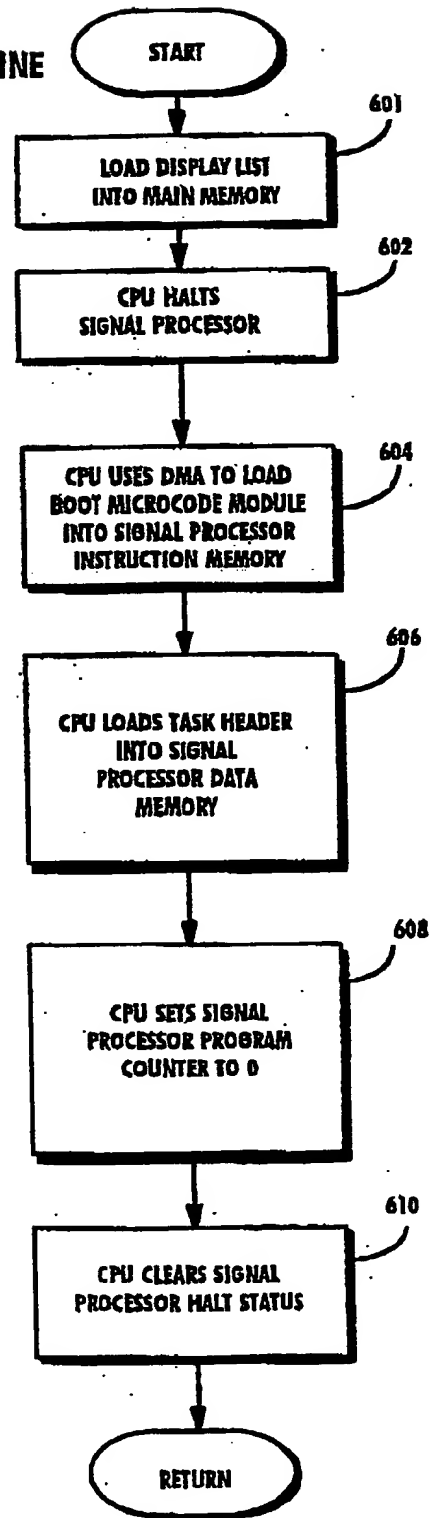 INE
START
601
LOAD DISPLAY LIST
INTO MAIN MEMORY
602
CPU HALTS
SIGNAL PROCESSOR
604
CPU USES DMA TO LOAD
BOOT MICROCODE MODULE
INTO SIGNAL PROCESSOR
INSTRUCTION MEMORY
606
CPU LOADS TASK HEADER
INTO SIGNAL
PROCESSOR DATA
MEMORY
608
CPU SETS SIGNAL
PROCESSOR PROGRAM
COUNTER TO 0
610
CPU CLEARS SIGNAL
PROCESSOR HALT STATUS
RETURN